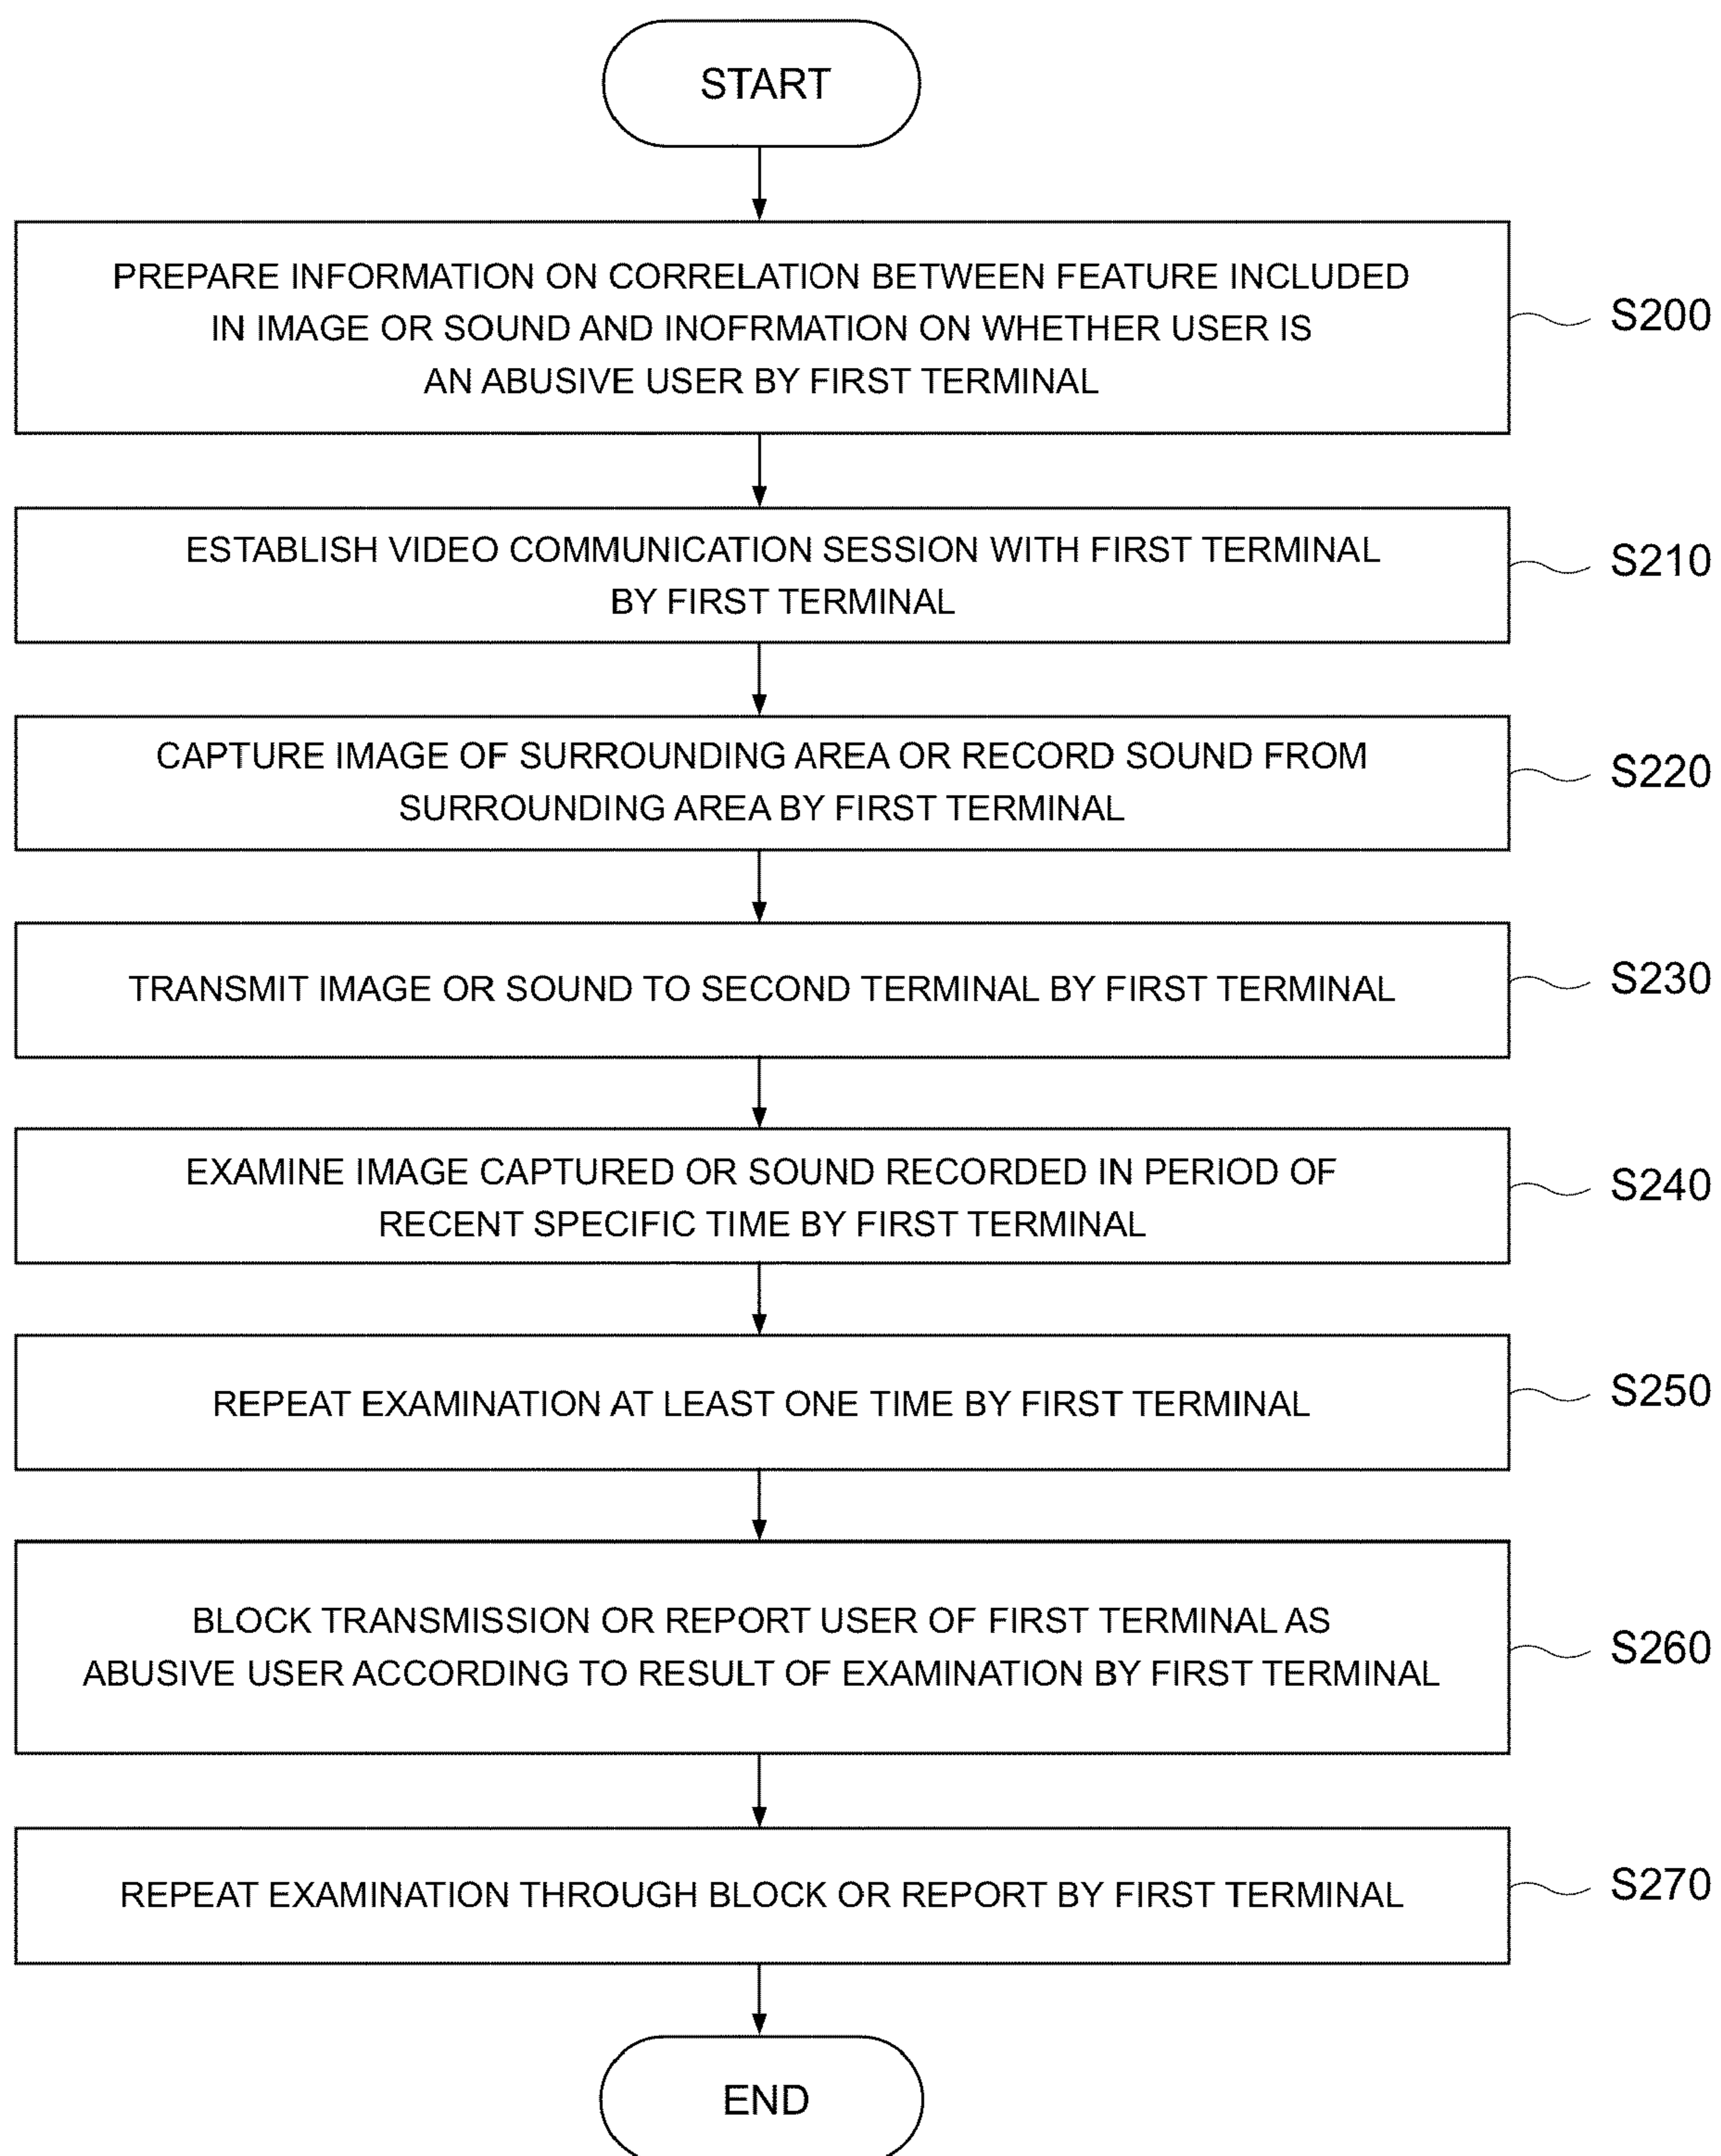 START
PREPARE INFORMATION ON CORRELATION BETWEEN FEATURE INCLUDED
IN IMAGE OR SOUND AND INOFRMATION ON WHETHER USER IS
AN ABUSIVE USER BY FIRST TERMINAL
S200
ESTABLISH VIDEO COMMUNICATION SESSION WITH FIRST TERMINAL
BY FIRST TERMINAL
S210
CAPTURE IMAGE OF SURROUNDING AREA OR RECORD SOUND FROM
SURROUNDING AREA BY FIRST TERMINAL
S220
TRANSMIT IMAGE OR SOUND TO SECOND TERMINAL BY FIRST TERMINAL
S230
EXAMINE IMAGE CAPTURED OR SOUND RECORDED IN PERIOD OF
RECENT SPECIFIC TIME BY FIRST TERMINAL
S240
REPEAT EXAMINATION AT LEAST ONE TIME BY FIRST TERMINAL
S250
BLOCK TRANSMISSION OR REPORT USER OF FIRST TERMINAL AS
ABUSIVE USER ACCORDING TO RESULT OF EXAMINATION BY FIRST TERMINAL
S260
REPEAT EXAMINATION THROUGH BLOCK OR REPORT BY FIRST TERMINAL
S270
END